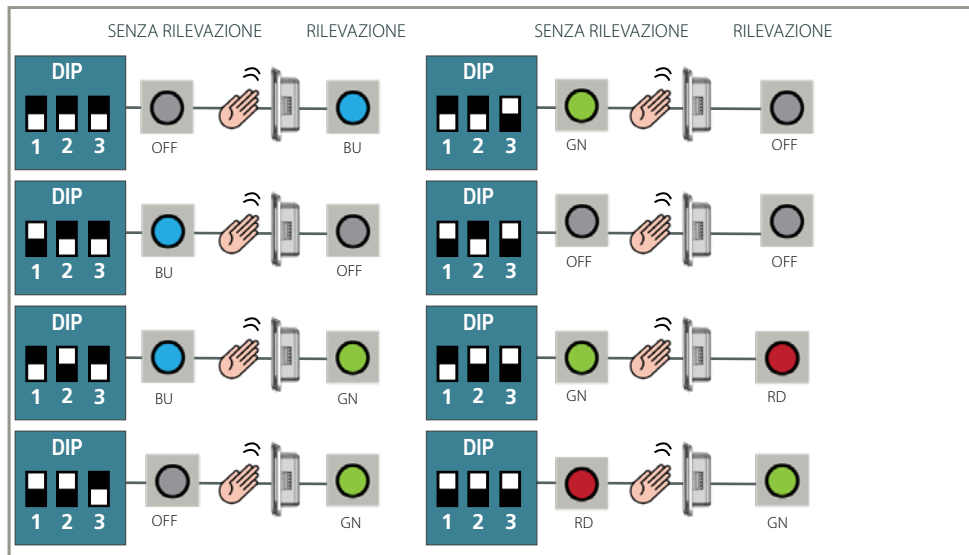 SENZA RILEVAZIONE RILEVAZIONE SENZA RILEVAZIONE RILEVAZIONE
DIP
1 2 3
OFF
BU
DIP
1 2 3
GN
OFF
DIP
1 2 3
BU
OFF
DIP
1 2 3
OFF
OFF
DIP
1 2 3
BU
GN
DIP
1 2 3
GN
RD
DIP
1 2 3
OFF
GN
DIP
1 2 3
RD
GN